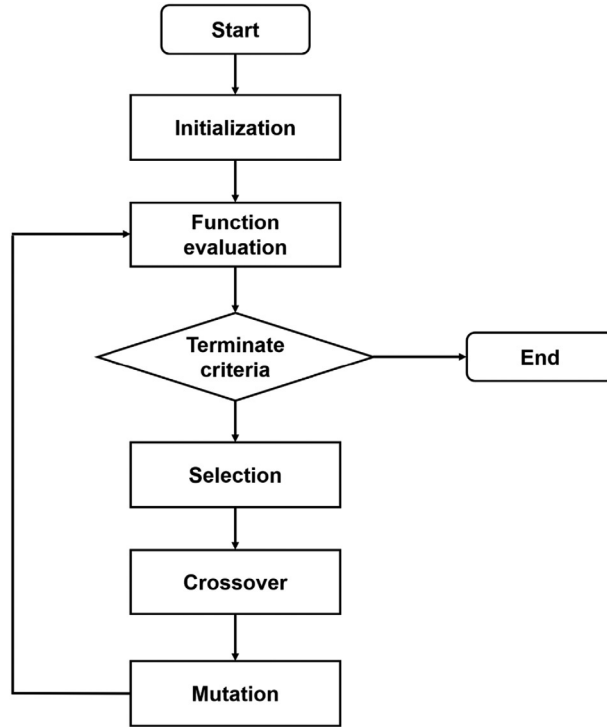 Start
Initialization
Function
evaluation
Terminate
criteria
End
Selection
Crossover
Mutation